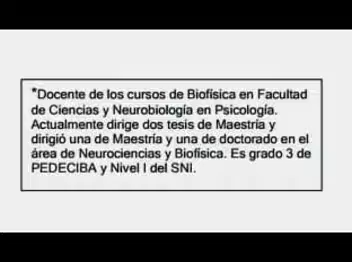 *Docente de los cursos de Biofísica en Facultad
de Ciencias y Neurobiología en Psicología.
Actualmente dirige dos tesis de Maestría y
dirigió una de Maestría y una de doctorado en el
área de Neurociencias y Biofísica. Es grado 3 de
PEDECIBA y Nivel I del SNI.